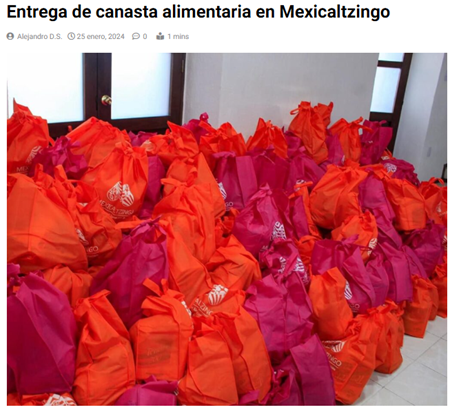 Entrega de canasta alimentaria en Mexicaltzingo
Alejandro D.S. 25 enero, 2024 0 1 mins